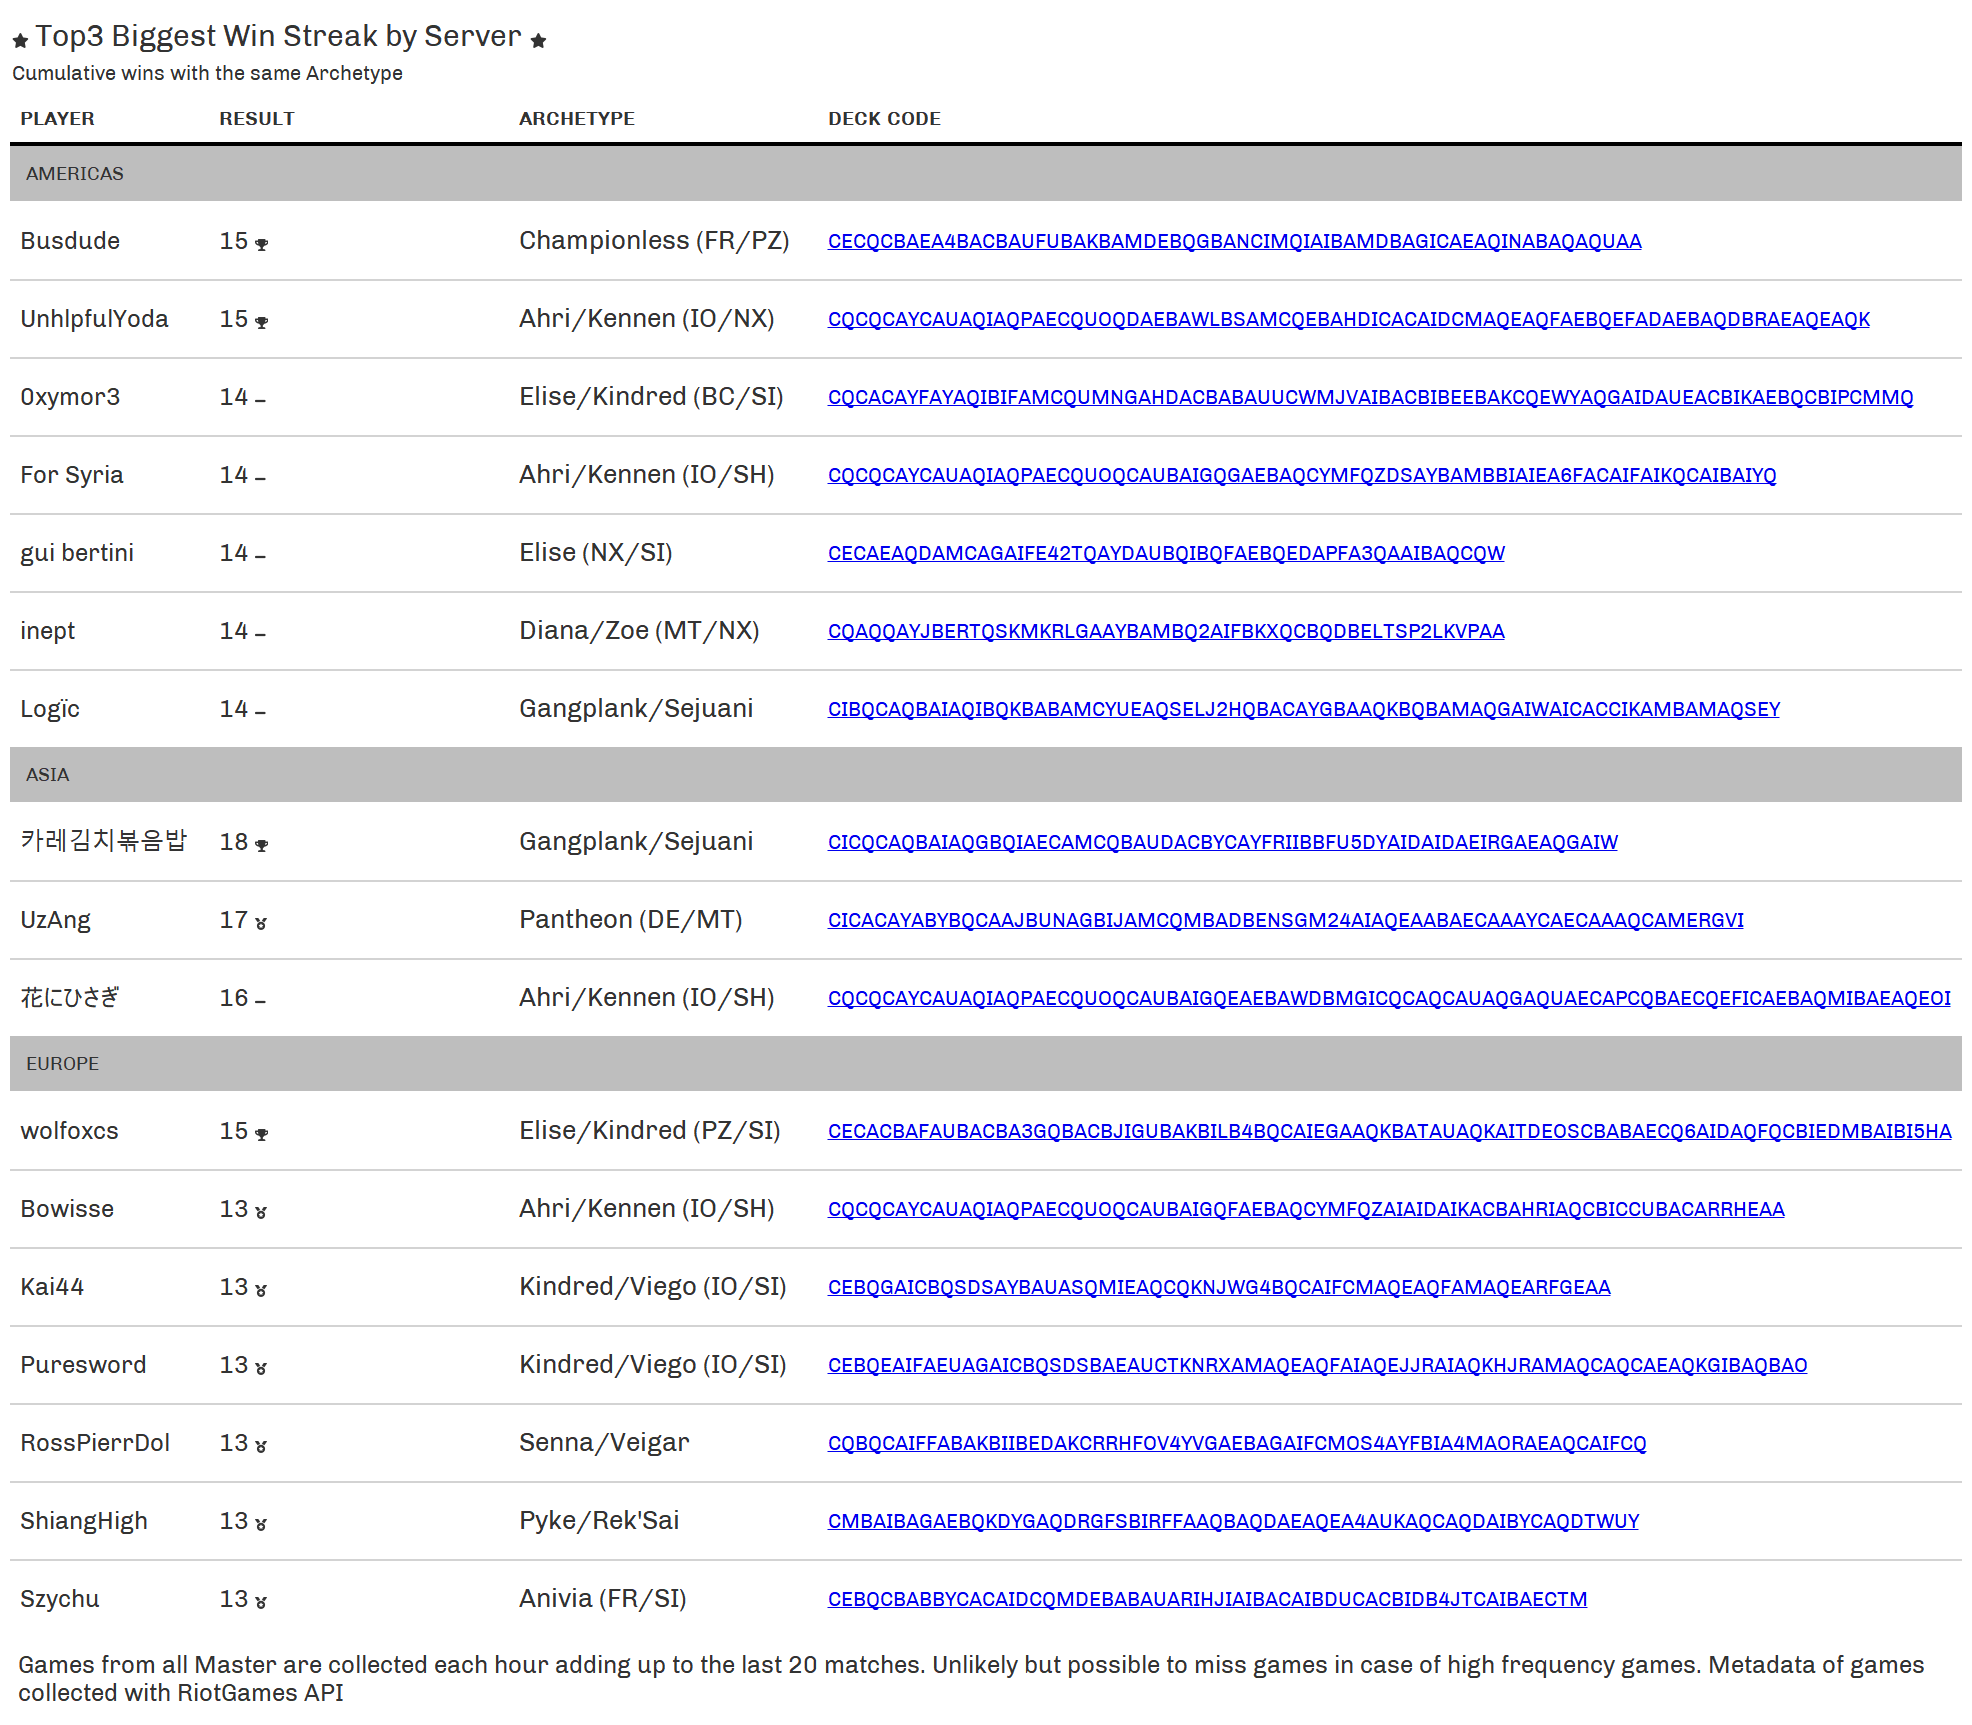 ★ Top3 Biggest Win Streak by Server ★
Cumulative wins with the same Archetype
PLAYER RESULT ARCHETYPE DECK CODE
AMERICAS
Busdude 15 Championless (FR/PZ) CECQCBAEA4BACBAUFUBAKBAMDEBQGBANCIMQIAIBAMDBAGICAEAQINABAQAQUAA
UnhlpfulYoda 15 Ahri/Kennen (IO/NX) CQCQCAYCAUAQIAQPAECQUOQDAEBAWLBSAMCQEBAHDICACAIDCMAQEAQFAEBQEFADAEBAQDBRAEAQEAQK
0xymor3 14 – Elise/Kindred (BC/SI) CQCACAYFAYAQIBIFAMCQUMNGAHDACBABAUUCWMJVAIBACBIBEEBAKCQEWYAQGAIDAUEACBIKAEBQCBIPCMMQ
For Syria 14 – Ahri/Kennen (IO/SH) CQCQCAYCAUAQIAQPAECQUOQCAUBAIGQGAEBAQCYMFQZDSAYBAMBBIAIEA6FACAIFAIKQCAIBAIYQ
gui bertini 14 – Elise (NX/SI) CECAEAQDAMCAGAIFE42TQAYDAUBQIBQFAEBQEDAPFA3QAAIBAQCQW
inept 14 – Diana/Zoe (MT/NX) CQAQQAYJBERTQSKMKRLGAAYBAMBQ2AIFBKXQCBQDBELTSP2LKVPAA
Logïc 14 – Gangplank/Sejuani CIBQCAQBAIAQIBQKBABAMCYUEAQSELJ2HQBACAYGBAAQKBQBAMAQGAIWAICACCIKAMBAMAQSEY
ASIA
카레김치볶음밥 18 Gangplank/Sejuani CICQCAQBAIAQGBQIAECAMCQBAUDACBYCAYFRIIBBFU5DYAIDAIDAEIRGAEAQGAIW
UzAng 17 Pantheon (DE/MT) CICACAYABYBQCAAJBUNAGBIJAMCQMBADBENSGM24AIAQEAABAECAAAYCAECAAAQCAMERGVI
花にひさぎ 16 – Ahri/Kennen (IO/SH) CQCQCAYCAUAQIAQPAECQUOQCAUBAIGQEAEBAWDBMGICQCAQCAUAQGAQUAECAPCQBAECQEFICAEBAQMIBAEAQEOI
EUROPE
wolfoxcs 15 Elise/Kindred (PZ/SI) CECACBAFAUBACBA3GQBACBJIGUBAKBILB4BQCAIEGAAQKBATAUAQKAITDEOSCBABAECQ6AIDAQFQCBIEDMBAIBI5HA
Bowisse 13 Ahri/Kennen (IO/SH) CQCQCAYCAUAQIAQPAECQUOQCAUBAIGQFAEBAQCYMFQZAIAIDAIKACBAHRIAQCBICCUBACARRHEAA
Kai44 13 Kindred/Viego (IO/SI) CEBQGAICBQSDSAYBAUASQMIEAQCQKNJWG4BQCAIFCMAQEAQFAMAQEARFGEAA
Puresword 13 Kindred/Viego (IO/SI) CEBQEAIFAEUAGAICBQSDSBAEAUCTKNRXAMAQEAQFAIAQEJJRAIAQKHJRAMAQCAQCAEAQKGIBAQBAO
RossPierrDol 13 Senna/Veigar CQBQCAIFFABAKBIIBEDAKCRRHFOV4YVGAEBAGAIFCMOS4AYFBIA4MAORAEAQCAIFCQ
ShiangHigh 13 Pyke/Rek'Sai CMBAIBAGAEBQKDYGAQDRGFSBIRFFAAQBAQDAEAQEA4AUKAQCAQDAIBYCAQDTWUY
Szychu 13 Anivia (FR/SI) CEBQCBABBYCACAIDCQMDEBABAUARIHJIAIBACAIBDUCACBIDB4JTCAIBAECTM
Games from all Master are collected each hour adding up to the last 20 matches. Unlikely but possible to miss games in case of high frequency games. Metadata of games
collected with RiotGames API